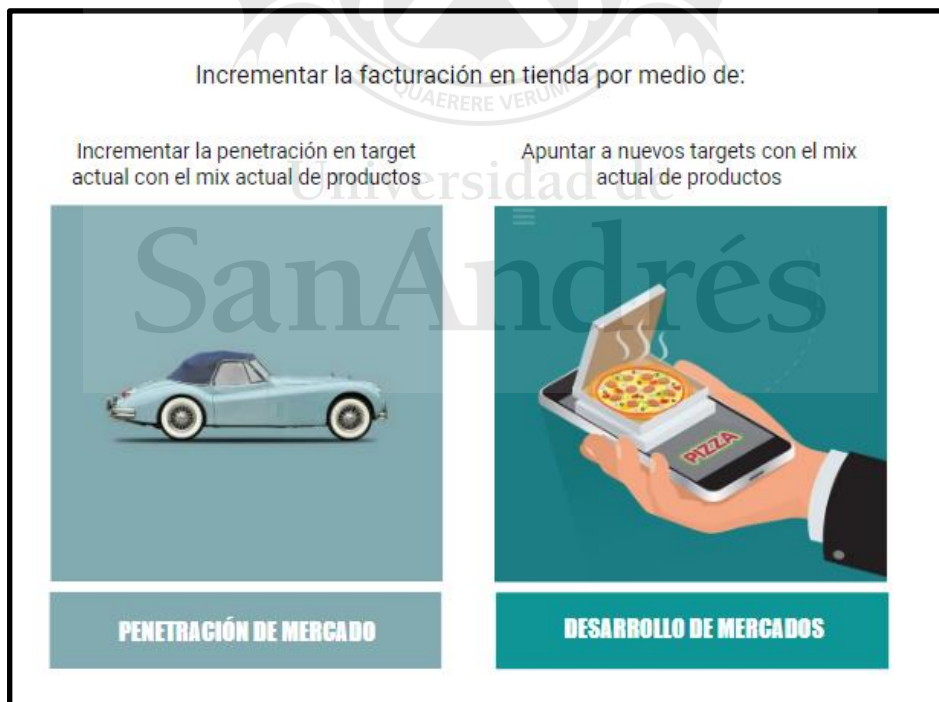 QUAERERE VERUM
Incrementar la facturación en tienda por medio de:
Incrementar la penetración en target
actual con el mix actual de productos
Apuntar a nuevos targets con el mix
actual de productos
Universidad de
SanAndrés
PIZZA
PENETRACIÓN DE MERCADO
DESARROLLO DE MERCADOS